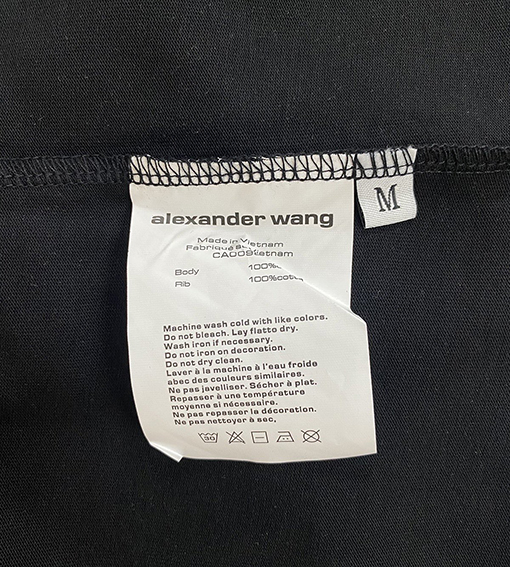 alexander wang
M
Made in Vietnam
CA009
Body 100%
Rib 100%
Machine wash cold with like colors.
Do not bleach. Lay flatto dry.
Wash iron if necessary.
Do not iron on decoration.
Do not dry clean.
Laver à la machine à l'eau froide
abec des couleurs similaires.
Ne pas javelliser. Sécher à plat.
Repasser à une température
moyenne si nécessaire.
Ne pas repasser la décoration.
Ne pas nettoyer à sec.
30